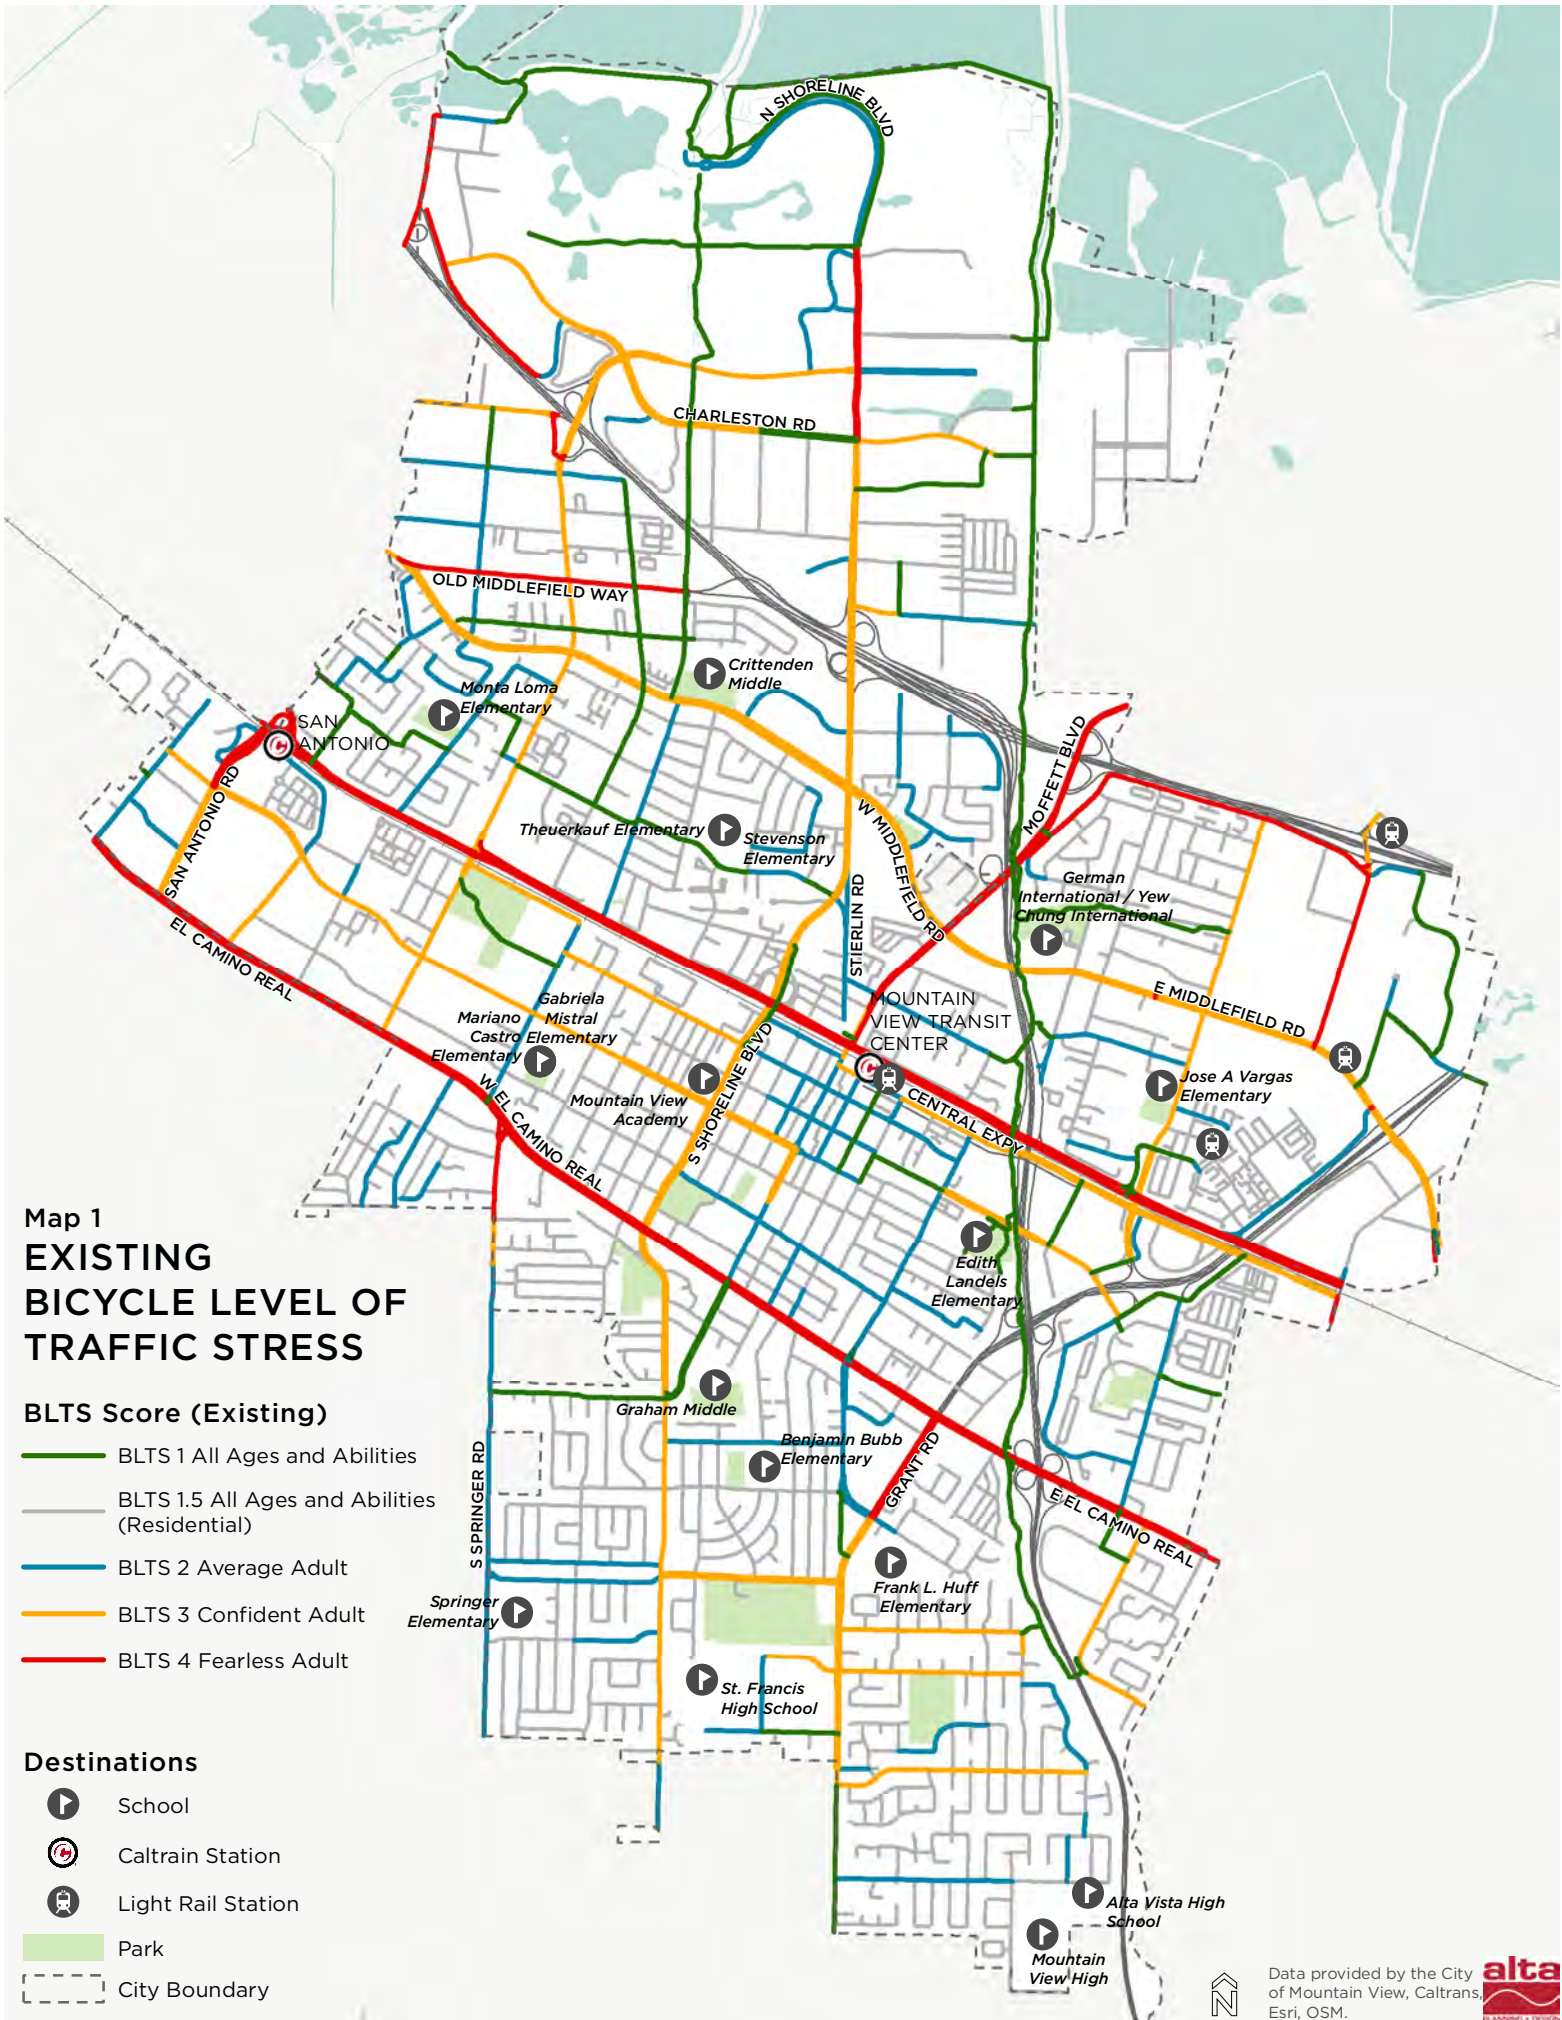 N SHORELINE BLVD
CHARLESTON RD
OLD MIDDLEFIELD WAY
Crittenden
Middle
Monta Loma
Elementary
SAN
ANTONIO
MOFFETT BLVD
SAN ANTONIO RD
W MIDDLEFIELD RD
Theuerkauf Elementary
Stevenson
Elementary
STIERLIN RD
German
International / Yew
Chung International
EL CAMINO REAL
E MIDDLEFIELD RD
MOUNTAIN
VIEW TRANSIT
CENTER
Gabriela
Mistral
Elementary
Mariano
Castro
Elementary
S SHORELINE BLVD
Mountain View
Academy
W EL CAMINO REAL
CENTRAL EXPY
Jose A Vargas
Elementary
Edith
Landels
Elementary
Map 1
EXISTING
BICYCLE LEVEL OF
TRAFFIC STRESS
BLTS Score (Existing)
BLTS 1 All Ages and Abilities
BLTS 1.5 All Ages and Abilities
(Residential)
BLTS 2 Average Adult
BLTS 3 Confident Adult
BLTS 4 Fearless Adult
Graham Middle
Benjamin Bubb
Elementary
S SPRINGER RD
GRANT RD
E EL CAMINO REAL
Frank L. Huff
Elementary
Springer
Elementary
St. Francis
High School
Destinations
School
Caltrain Station
Light Rail Station
Park
City Boundary
Alta Vista High
School
Mountain
View High
N
Data provided by the City
of Mountain View, Caltrans,
Esri, OSM.
alta
PLANNING + DESIGN